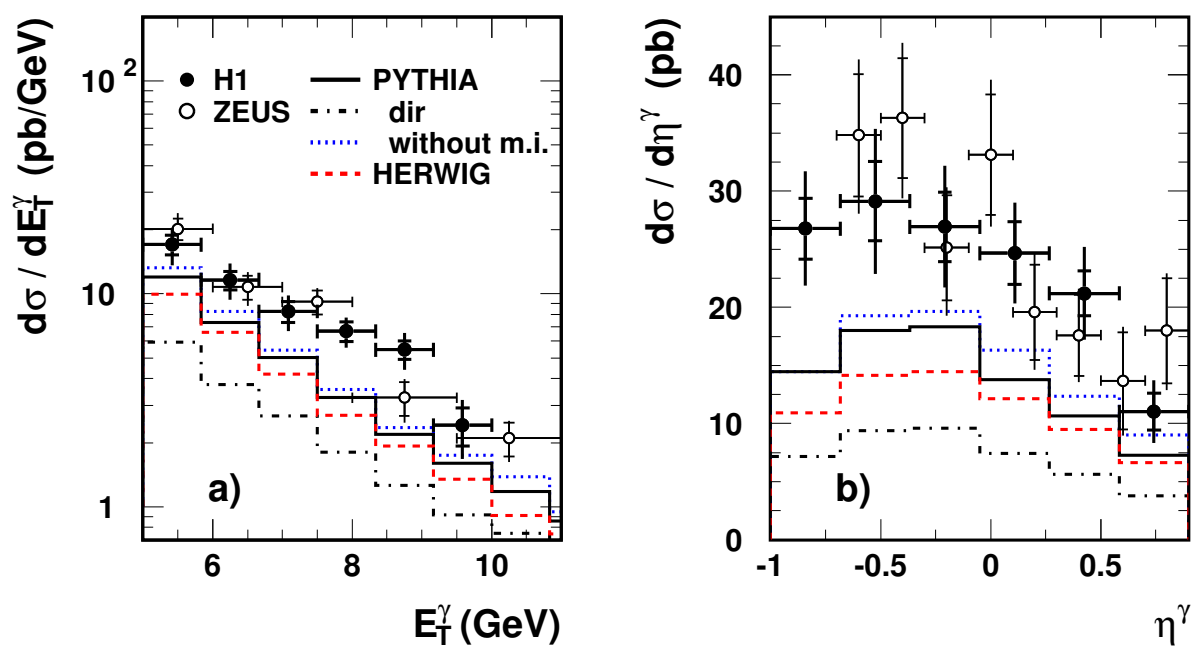 dσ / dE_T^γ (pb/GeV)
10^2
10
1
H1
ZEUS
PYTHIA
dir
without m.i.
HERWIG
a)
6
8
10
E_T^γ (GeV)
dσ / dη^γ (pb)
40
30
20
10
0
b)
-1
-0.5
0
0.5
η^γ